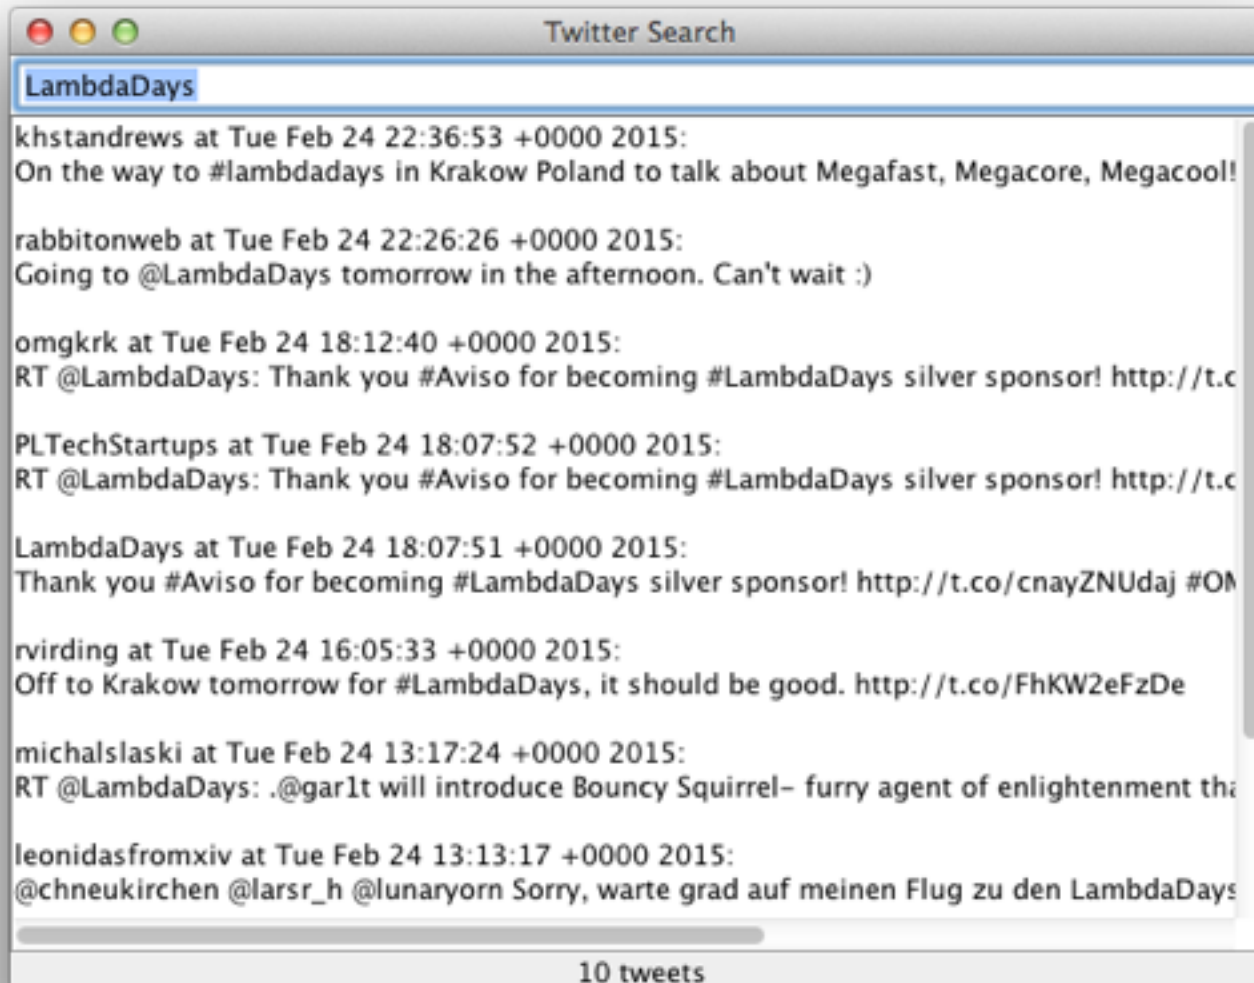 Twitter Search
LambdaDays
khstandrews at Tue Feb 24 22:36:53 +0000 2015:
On the way to #lambdadays in Krakow Poland to talk about Megafast, Megacore, Megacool!
rabbitonweb at Tue Feb 24 22:26:26 +0000 2015:
Going to @LambdaDays tomorrow in the afternoon. Can't wait :)
omgkrk at Tue Feb 24 18:12:40 +0000 2015:
RT @LambdaDays: Thank you #Aviso for becoming #LambdaDays silver sponsor! http://t.c
PLTechStartups at Tue Feb 24 18:07:52 +0000 2015:
RT @LambdaDays: Thank you #Aviso for becoming #LambdaDays silver sponsor! http://t.c
LambdaDays at Tue Feb 24 18:07:51 +0000 2015:
Thank you #Aviso for becoming #LambdaDays silver sponsor! http://t.co/cnayZNUdaj #OM
rvirding at Tue Feb 24 16:05:33 +0000 2015:
Off to Krakow tomorrow for #LambdaDays, it should be good. http://t.co/FhKW2eFzDe
michalslaski at Tue Feb 24 13:17:24 +0000 2015:
RT @LambdaDays: .@gar1t will introduce Bouncy Squirrel– furry agent of enlightenment tha
leonidasfromxiv at Tue Feb 24 13:13:17 +0000 2015:
@chneukirchen @larsr_h @lunaryorn Sorry, warte grad auf meinen Flug zu den LambdaDays
10 tweets